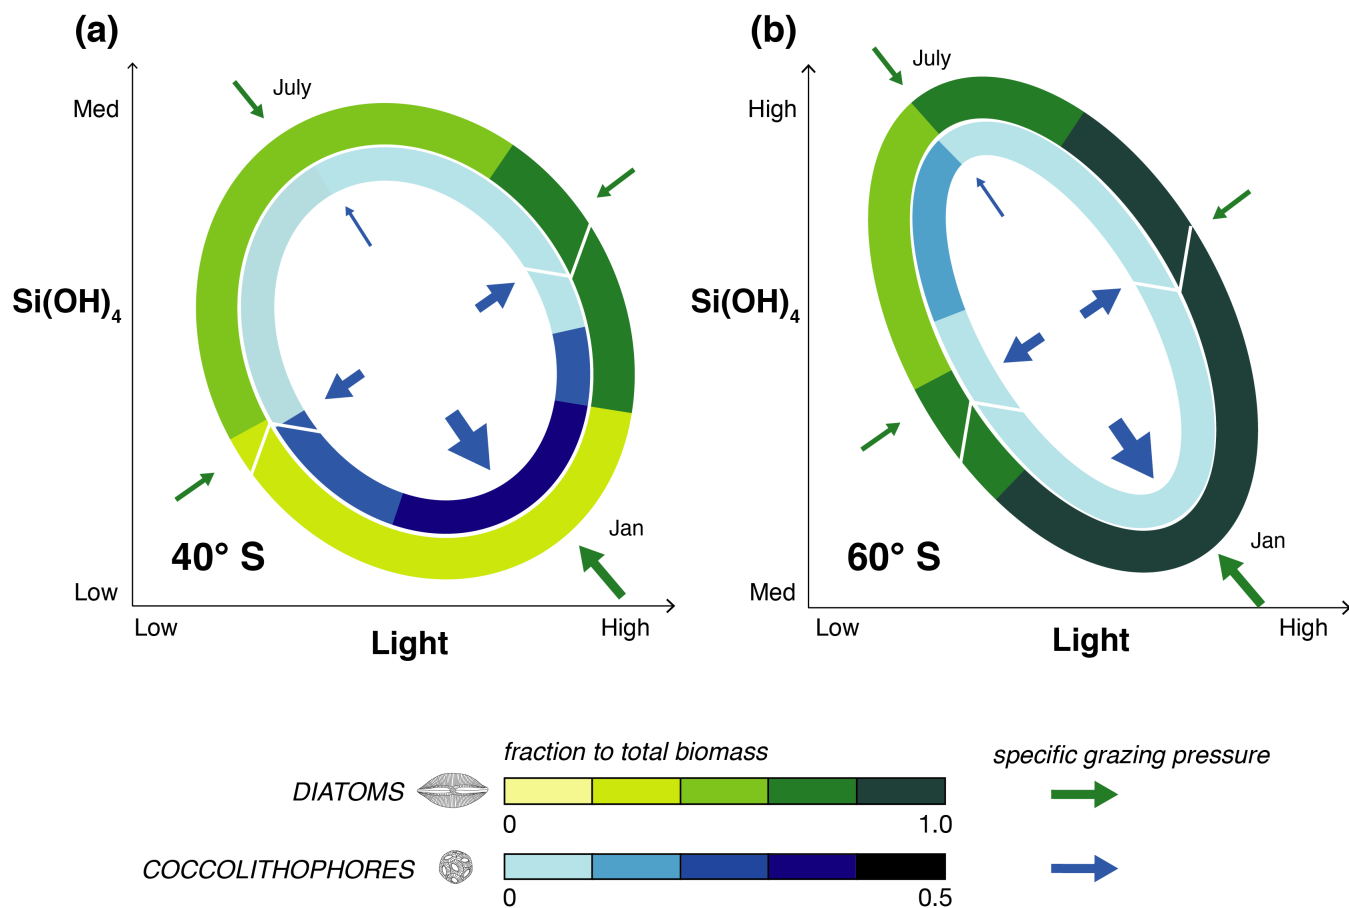 (a)
July
Med
Si(OH)4
40° S
Jan
Low
Low
Light
High
(b)
July
High
Si(OH)4
60° S
Jan
Med
Low
Light
High
fraction to total biomass
specific grazing pressure
DIATOMS
0
1.0
COCCOLITHOPHORES
0
0.5